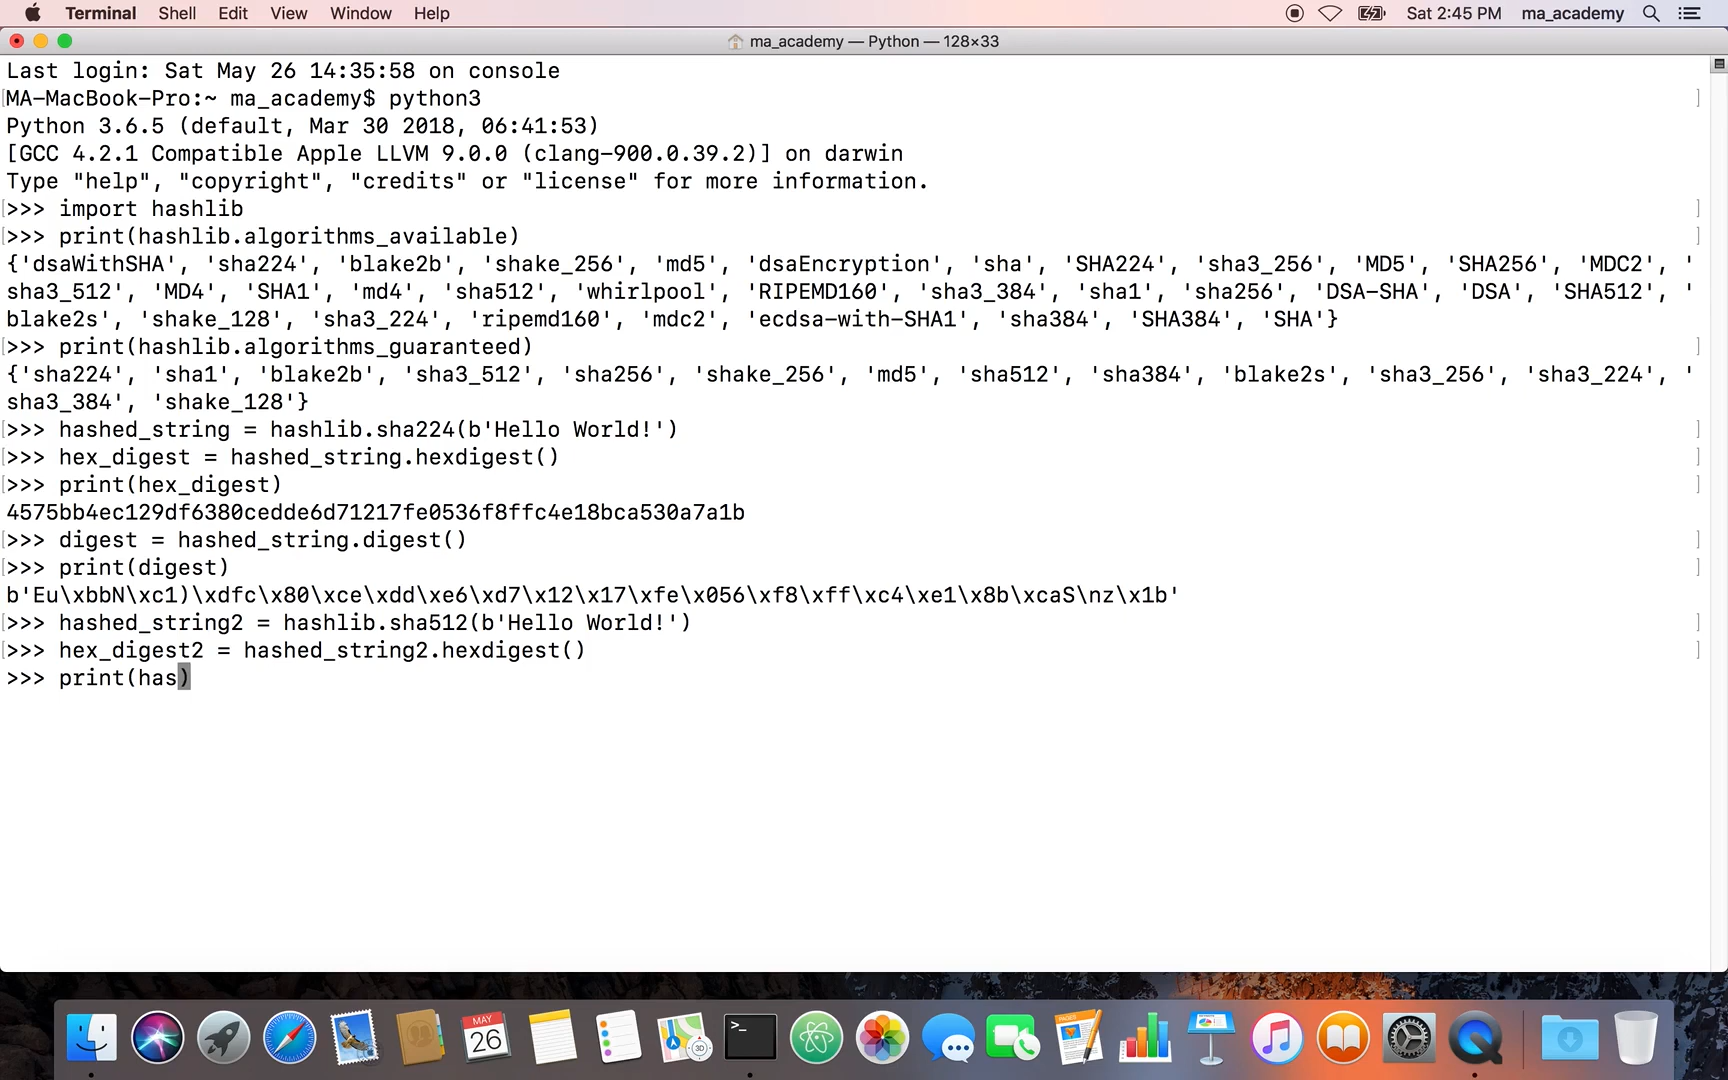 Terminal Shell Edit View Window Help Sat 2:45 PM ma_academy
ma_academy — Python — 128×33
Last login: Sat May 26 14:35:58 on console
MA-MacBook-Pro:~ ma_academy$ python3
Python 3.6.5 (default, Mar 30 2018, 06:41:53)
[GCC 4.2.1 Compatible Apple LLVM 9.0.0 (clang-900.0.39.2)] on darwin
Type "help", "copyright", "credits" or "license" for more information.
>>> import hashlib
>>> print(hashlib.algorithms_available)
{'dsaWithSHA', 'sha224', 'blake2b', 'shake_256', 'md5', 'dsaEncryption', 'sha', 'SHA224', 'sha3_256', 'MD5', 'SHA256', 'MDC2', '
sha3_512', 'MD4', 'SHA1', 'md4', 'sha512', 'whirlpool', 'RIPEMD160', 'sha3_384', 'sha1', 'sha256', 'DSA-SHA', 'DSA', 'SHA512', '
blake2s', 'shake_128', 'sha3_224', 'ripemd160', 'mdc2', 'ecdsa-with-SHA1', 'sha384', 'SHA384', 'SHA'}
>>> print(hashlib.algorithms_guaranteed)
{'sha224', 'sha1', 'blake2b', 'sha3_512', 'sha256', 'shake_256', 'md5', 'sha512', 'sha384', 'blake2s', 'sha3_256', 'sha3_224', '
sha3_384', 'shake_128'}
>>> hashed_string = hashlib.sha224(b'Hello World!')
>>> hex_digest = hashed_string.hexdigest()
>>> print(hex_digest)
4575bb4ec129df6380cedde6d71217fe0536f8ffc4e18bca530a7a1b
>>> digest = hashed_string.digest()
>>> print(digest)
b'Eu\xbbN\xc1)\xdfc\x80\xce\xdd\xe6\xd7\x12\x17\xfe\x056\xf8\xff\xc4\xe1\x8b\xcaS\nz\x1b'
>>> hashed_string2 = hashlib.sha512(b'Hello World!')
>>> hex_digest2 = hashed_string2.hexdigest()
>>> print(has)
MAY
26
3D
>_
PAGES